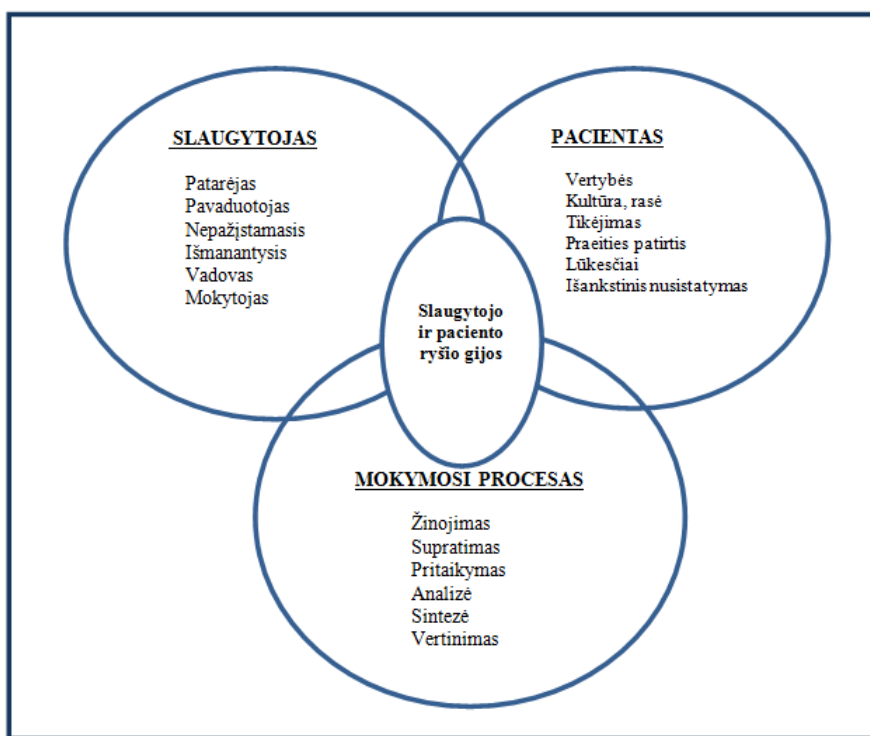 SLAUGYTOJAS
Patarėjas
Pavaduotojas
Nepažįstamasis
Išmanantysis
Vadovas
Mokytojas
PACIENTAS
Vertybės
Kultūra, rasė
Tikėjimas
Praeities patirtis
Lūkesčiai
Išankstinis nusistatymas
Slaugytojo
ir paciento
ryšio gijos
MOKYMOSI PROCESAS
Žinojimas
Supratimas
Pritaikymas
Analizė
Sintezė
Vertinimas